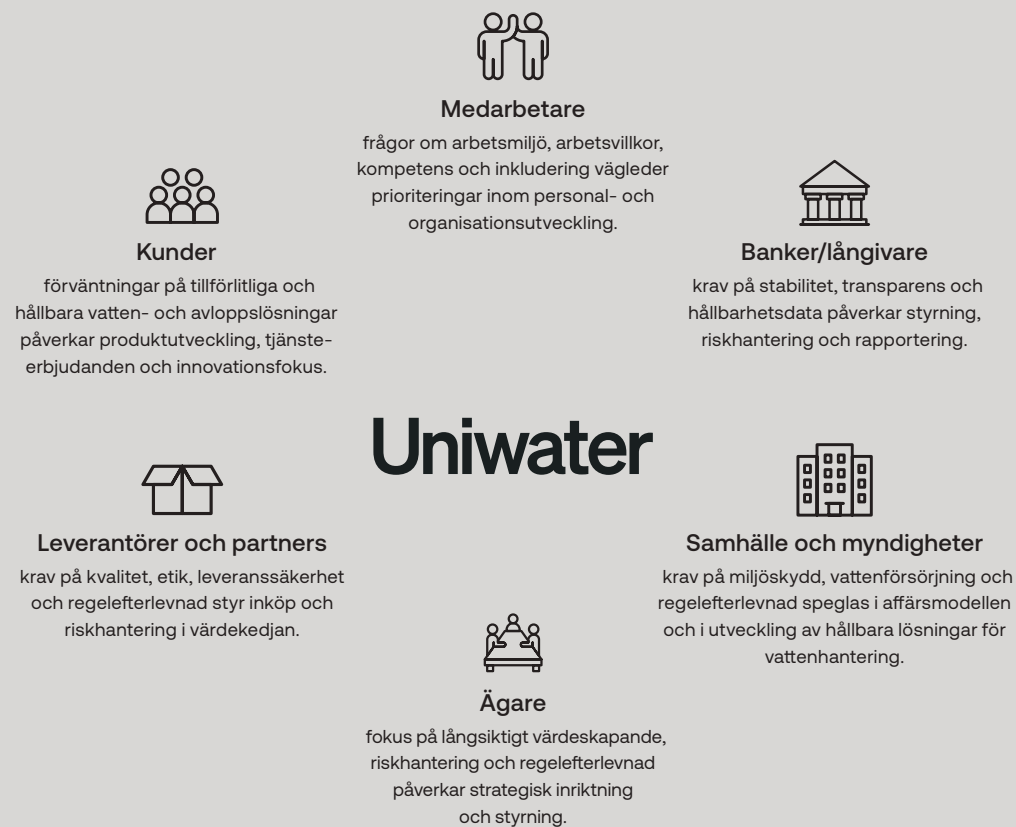 Medarbetare
frågor om arbetsmiljö, arbetsvillkor,
kompetens och inkludering vägleder
prioriteringar inom personal- och
organisationsutveckling.
Kunder
förväntningar på tillförlitliga och
hållbara vatten- och avloppslösningar
påverkar produktutveckling, tjänste-
erbjudanden och innovationsfokus.
Banker/långivare
krav på stabilitet, transparens och
hållbarhetsdata påverkar styrning,
riskhantering och rapportering.
Uniwater
Leverantörer och partners
krav på kvalitet, etik, leveranssäkerhet
och regelefterlevnad styr inköp och
riskhantering i värdekedjan.
Samhälle och myndigheter
krav på miljöskydd, vattenförsörjning och
regelefterlevnad speglas i affärsmodellen
och i utveckling av hållbara lösningar för
vattenhantering.
Ägare
fokus på långsiktigt värdeskapande,
riskhantering och regelefterlevnad
påverkar strategisk inriktning
och styrning.